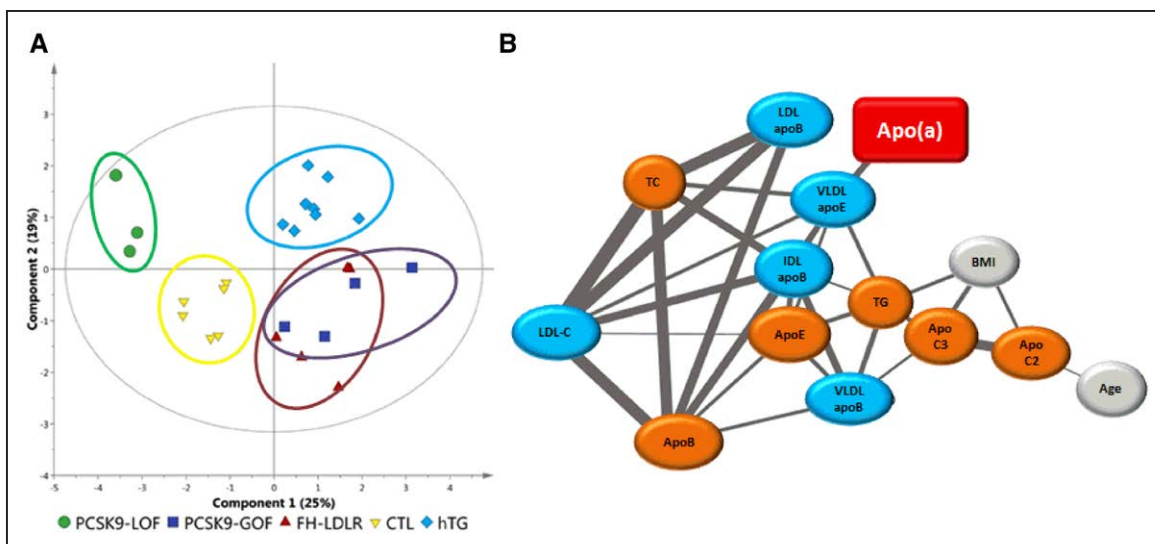 A
B
3
2
1
0
-1
-2
-3
-4
-5
-4
-3
-2
-1
0
1
2
3
4
Component 2 (19%)
Component 1 (25%)
PCSK9-LOF
PCSK9-GOF
FH-LDLR
CTL
hTG
LDL
apoB
Apo(a)
TC
VLDL
apoE
IDL
apoB
BMI
TG
LDL-C
ApoE
Apo
C3
Apo
C2
VLDL
apoB
Age
ApoB